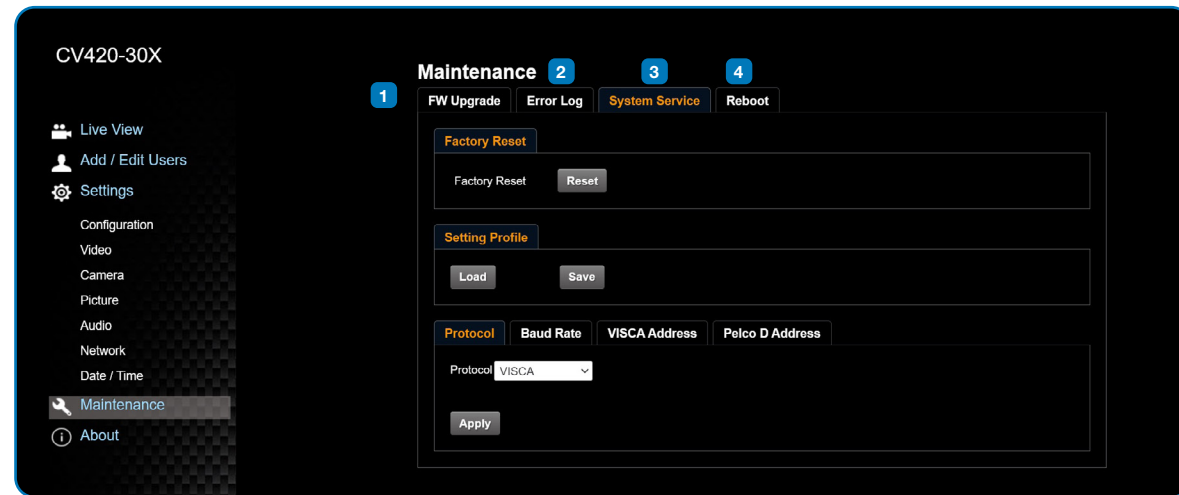 CV420-30X
Live View
Add / Edit Users
Settings
Configuration
Video
Camera
Picture
Audio
Network
Date / Time
Maintenance
About
Maintenance 2 3 4
1 FW Upgrade Error Log System Service Reboot
Factory Reset
Factory Reset Reset
Setting Profile
Load Save
Protocol Baud Rate VISCA Address Pelco D Address
Protocol VISCA
Apply